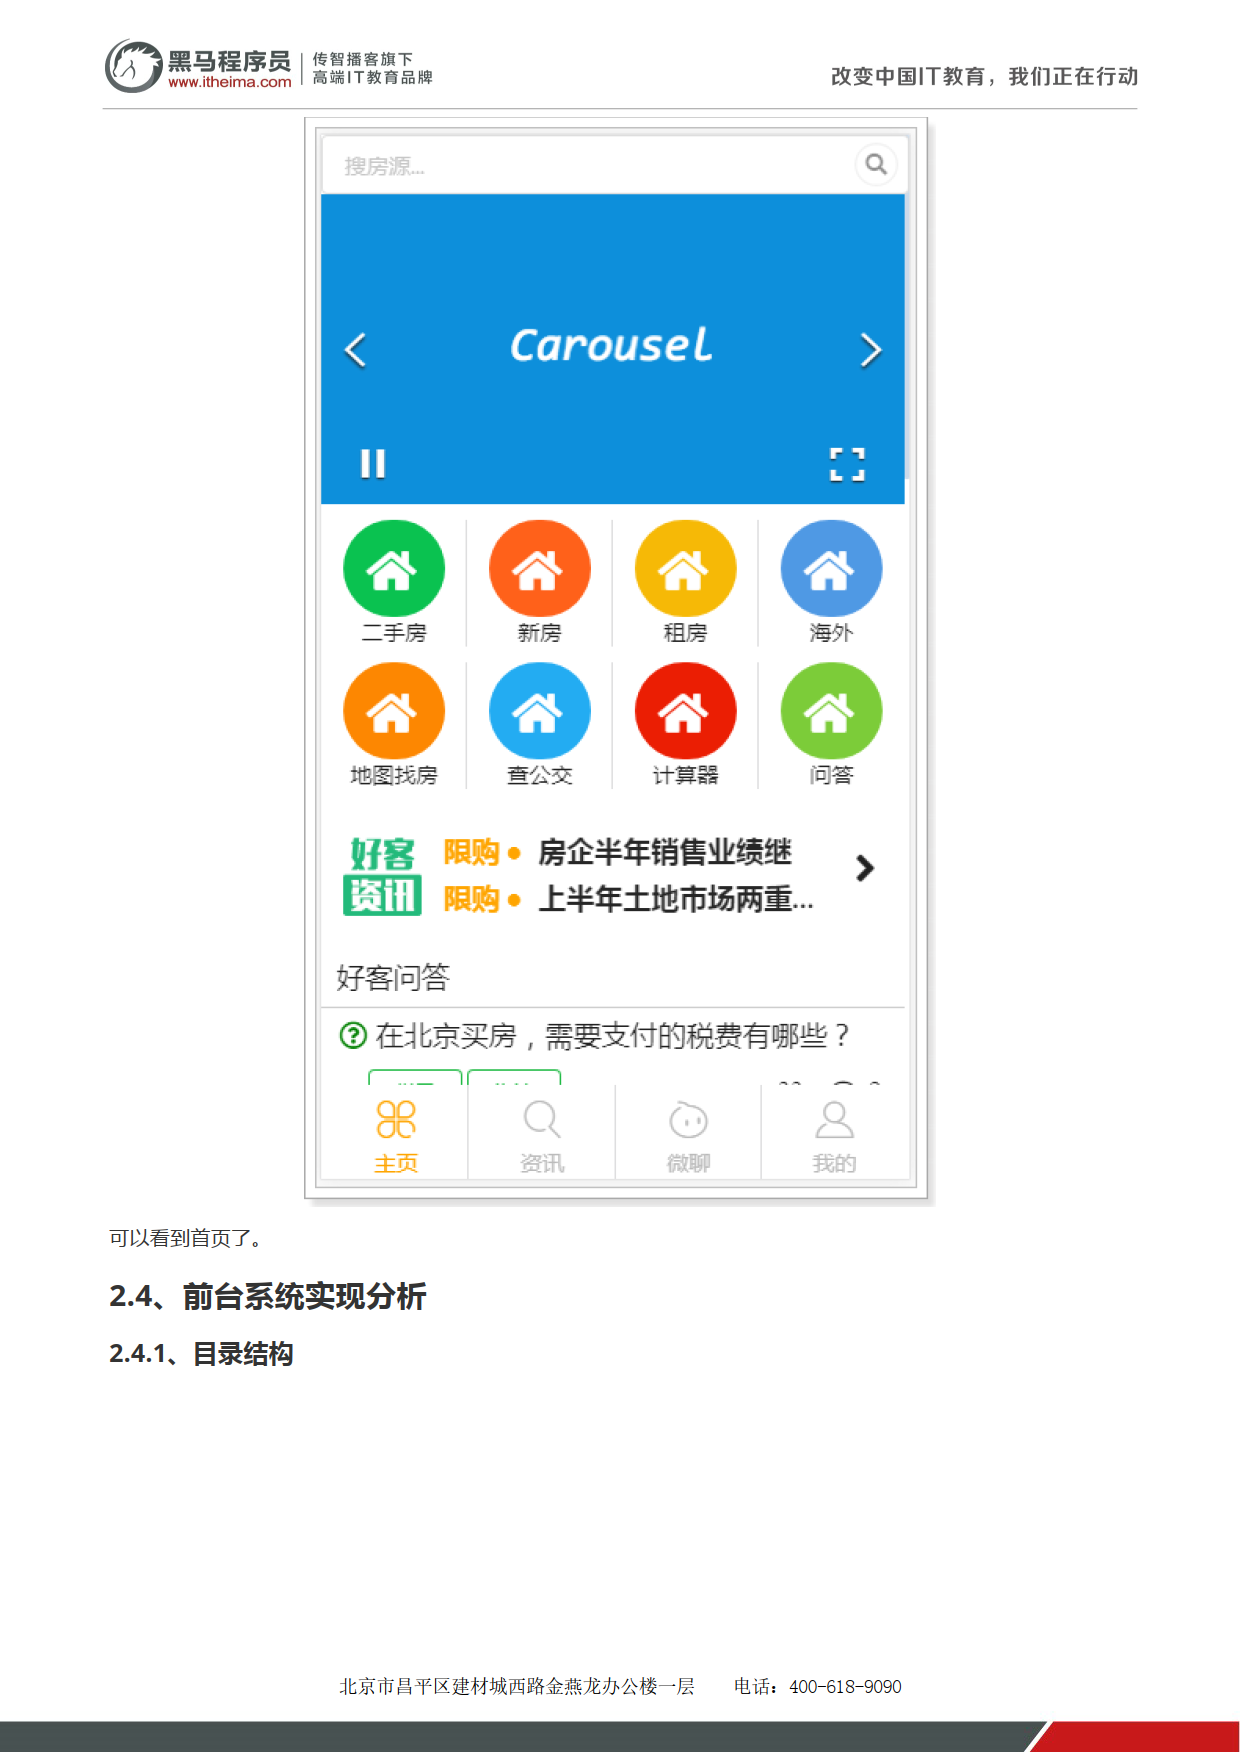 黑马程序员
www.itheima.com
传智播客旗下
高端IT教育品牌
改变中国IT教育，我们正在行动
搜房源...
Carousel
二手房 新房 租房 海外
地图找房 查公交 计算器 问答
好客
资讯
限购 ● 房企半年销售业绩继
限购 ● 上半年土地市场两重...
好客问答
在北京买房，需要支付的税费有哪些？
主页 资讯 微聊 我的
可以看到首页了。
2.4、前台系统实现分析
2.4.1、目录结构
北京市昌平区建材城西路金燕龙办公楼一层 电话：400-618-9090